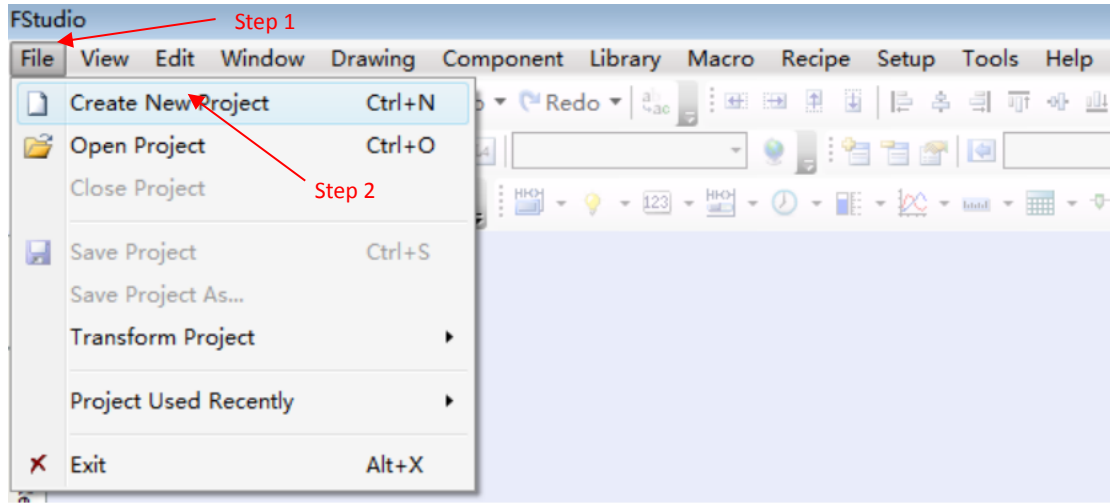 FStudio
Step 1
File View Edit Window Drawing Component Library Macro Recipe Setup Tools Help
Create New Project Ctrl+N
Redo
Open Project Ctrl+O
Close Project
Step 2
123
Save Project Ctrl+S
Save Project As...
Transform Project
Project Used Recently
Exit Alt+X